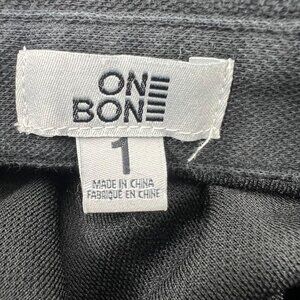 ONE
BONE
1
MADE IN CHINA
FABRIQUÉ EN CHINE